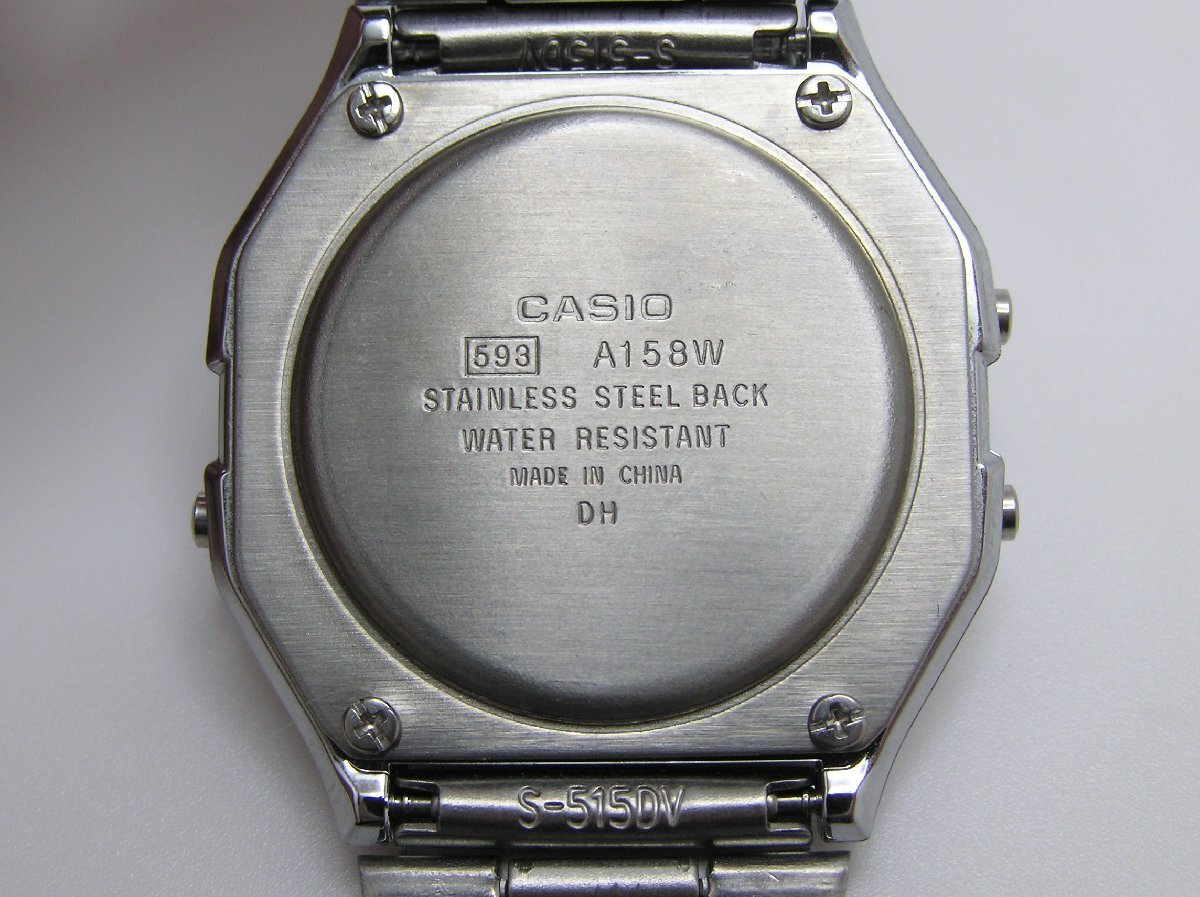 S-515DV
CASIO
593 A158W
STAINLESS STEEL BACK
WATER RESISTANT
MADE IN CHINA
DH
S-515DV